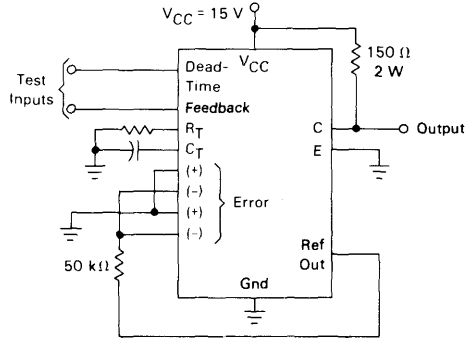 V_CC = 15 V
V_CC
150 Ω
2 W
Test
Inputs
Dead-
Time
Feedback
R_T
C_T
(+)
(−)
(+)
(−)
Error
C
E
Output
50 kΩ
Ref
Out
Gnd